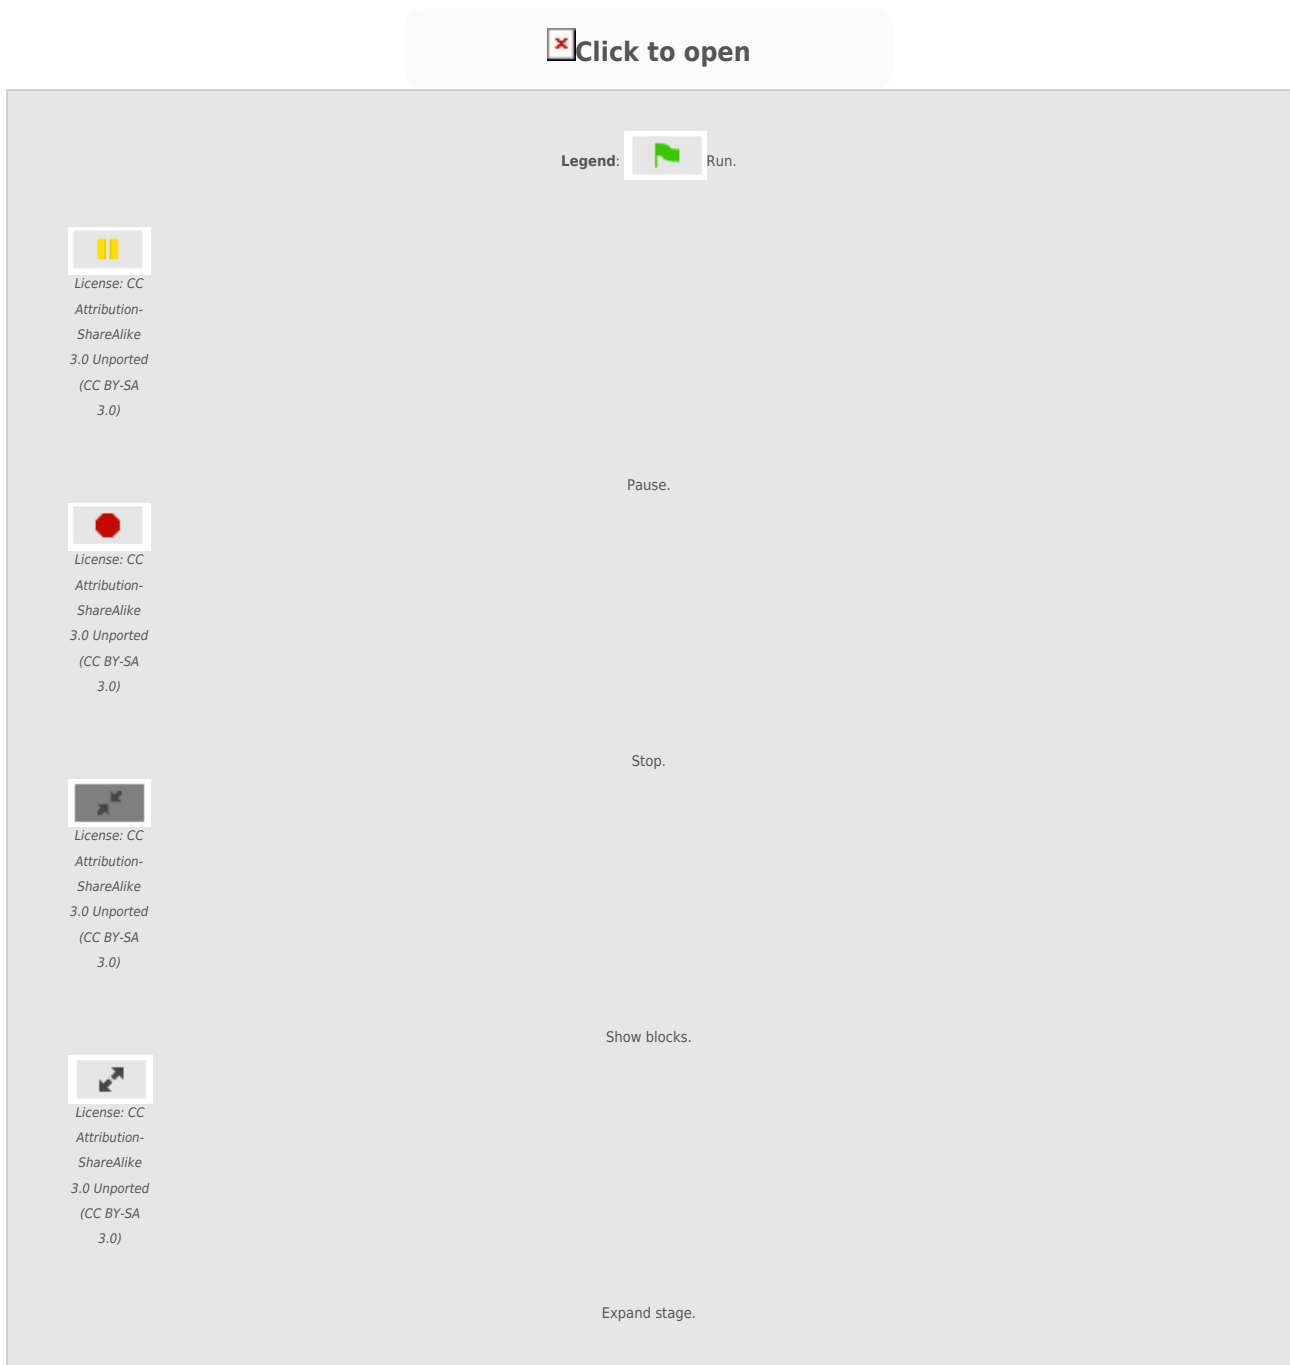 Click to open
Legend: Run.
License: CC
Attribution-
ShareAlike
3.0 Unported
(CC BY-SA
3.0)
Pause.
License: CC
Attribution-
ShareAlike
3.0 Unported
(CC BY-SA
3.0)
Stop.
License: CC
Attribution-
ShareAlike
3.0 Unported
(CC BY-SA
3.0)
Show blocks.
License: CC
Attribution-
ShareAlike
3.0 Unported
(CC BY-SA
3.0)
Expand stage.